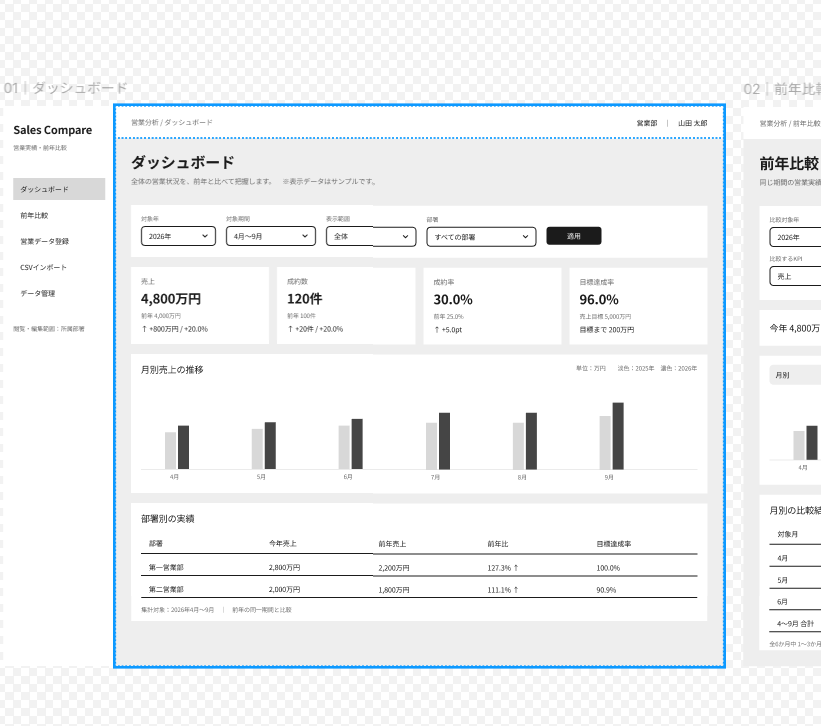 01｜ダッシュボード
Sales Compare
営業実績・前年比較
ダッシュボード
前年比較
営業データ登録
CSVインポート
データ管理
閲覧・編集範囲：所属部署
営業分析 / ダッシュボード
営業部　｜　山田 太郎
ダッシュボード
全体の営業状況を、前年と比べて把握します。　※表示データはサンプルです。
対象年　対象期間　表示範囲　部署
2026年　4月〜9月　全体　すべての部署　適用
売上
4,800万円
前年 4,000万円
↑ +800万円 / +20.0%
成約数
120件
前年 100件
↑ +20件 / +20.0%
成約率
30.0%
前年 25.0%
↑ +5.0pt
目標達成率
96.0%
売上目標 5,000万円
目標まで 200万円
月別売上の推移
単位：万円　淡色：2025年　濃色：2026年
4月　5月　6月　7月　8月　9月
部署別の実績
部署　今年売上　前年売上　前年比　目標達成率
第一営業部　2,800万円　2,200万円　127.3% ↑　100.0%
第二営業部　2,000万円　1,800万円　111.1% ↑　90.9%
集計対象：2026年4月〜9月　｜　前年の同一期間と比較
02｜前年比較
営業分析 / 前年比較
前年比較
同じ期間の営業実績
比較対象年
2026年
比較するKPI
売上
今年 4,800万
月別
4月
月別の比較結
対象月
4月
5月
6月
4〜9月 合計
全6か月中 1〜3か月